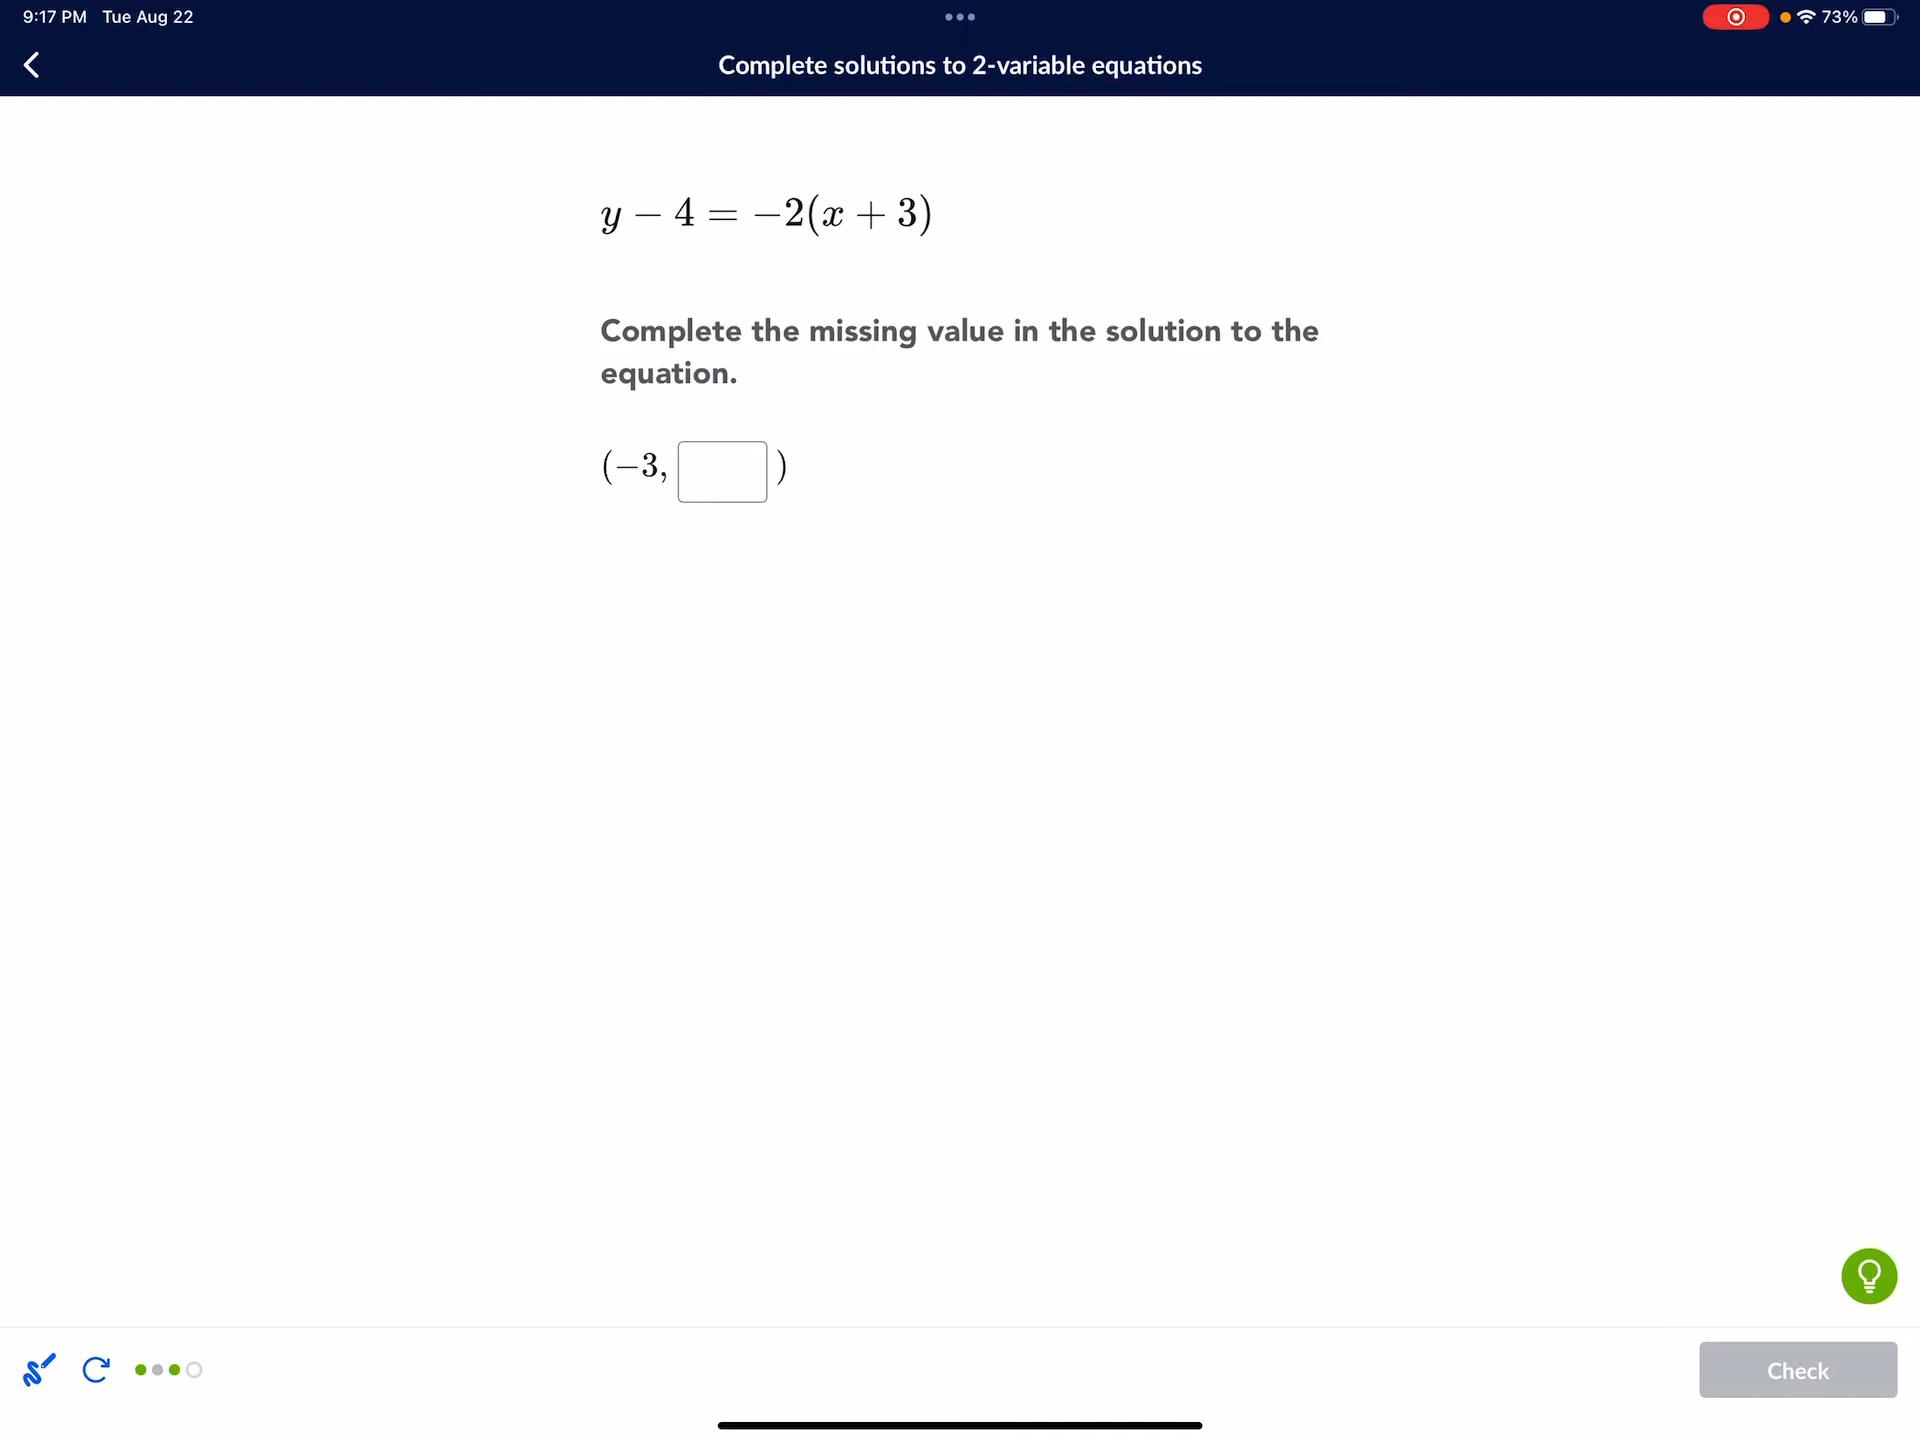 9:17 PM Tue Aug 22
73%
Complete solutions to 2-variable equations
y − 4 = −2(x + 3)
Complete the missing value in the solution to the
equation.
(−3, )
Check